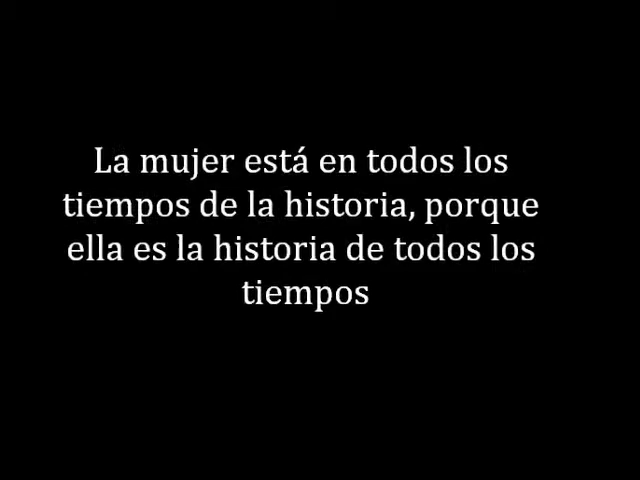 La mujer está en todos los
tiempos de la historia, porque
ella es la historia de todos los
tiempos